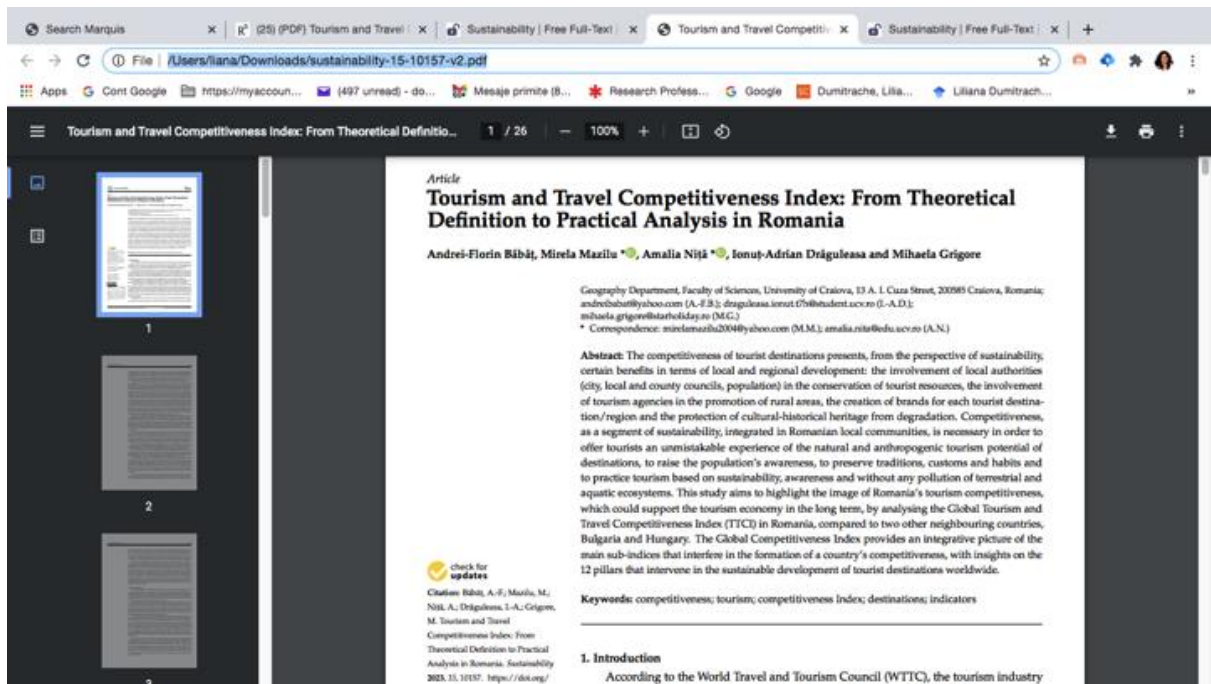 Search Marquis
(25) (PDF) Tourism and Travel
Sustainability | Free Full-Text
Tourism and Travel Competitiv
Sustainability | Free Full-Text
File | /Users/liana/Downloads/sustainability-15-10157-v2.pdf
Apps
Cont Google
https://myaccoun...
(497 unread) - do...
Mesaje primite (8...
Research Profess...
Google
Dumitrache, Lilia...
Liliana Dumitrach...
Tourism and Travel Competitiveness Index: From Theoretical Definitio...
1 / 26
100%
1
2
3
Article
Tourism and Travel Competitiveness Index: From Theoretical
Definition to Practical Analysis in Romania
Andrei-Florin Băbăț, Mirela Mazilu *, Amalia Niță *, Ionuț-Adrian Drăguleasa and Mihaela Grigore
Geography Department, Faculty of Sciences, University of Craiova, 13 A. I. Cuza Street, 200585 Craiova, Romania;
andreibabat@yahoo.com (A.-F.B.); draguleasa.ionut.t7h@student.ucv.ro (I.-A.D.);
mihaela.grigore@starholiday.ro (M.G.)
* Correspondence: mirelamazilu2004@yahoo.com (M.M.); amalia.nita@edu.ucv.ro (A.N.)
Abstract: The competitiveness of tourist destinations presents, from the perspective of sustainability,
certain benefits in terms of local and regional development: the involvement of local authorities
(city, local and county councils, population) in the conservation of tourist resources, the involvement
of tourism agencies in the promotion of rural areas, the creation of brands for each tourist destina-
tion/region and the protection of cultural-historical heritage from degradation. Competitiveness,
as a segment of sustainability, integrated in Romanian local communities, is necessary in order to
offer tourists an unmistakable experience of the natural and anthropogenic tourism potential of
destinations, to raise the population's awareness, to preserve traditions, customs and habits and
to practice tourism based on sustainability, awareness and without any pollution of terrestrial and
aquatic ecosystems. This study aims to highlight the image of Romania's tourism competitiveness,
which could support the tourism economy in the long term, by analysing the Global Tourism and
Travel Competitiveness Index (TTCI) in Romania, compared to two other neighbouring countries,
Bulgaria and Hungary. The Global Competitiveness Index provides an integrative picture of the
main sub-indices that interfere in the formation of a country's competitiveness, with insights on the
12 pillars that intervene in the sustainable development of tourist destinations worldwide.
Keywords: competitiveness; tourism; competitiveness Index; destinations; indicators
check for
updates
Citation: Băbăț, A.-F.; Mazilu, M.;
Niță, A.; Drăguleasa, I.-A.; Grigore,
M. Tourism and Travel
Competitiveness Index: From
Theoretical Definition to Practical
Analysis in Romania. Sustainability
2023, 15, 10157. https://doi.org/
1. Introduction
According to the World Travel and Tourism Council (WTTC), the tourism industry